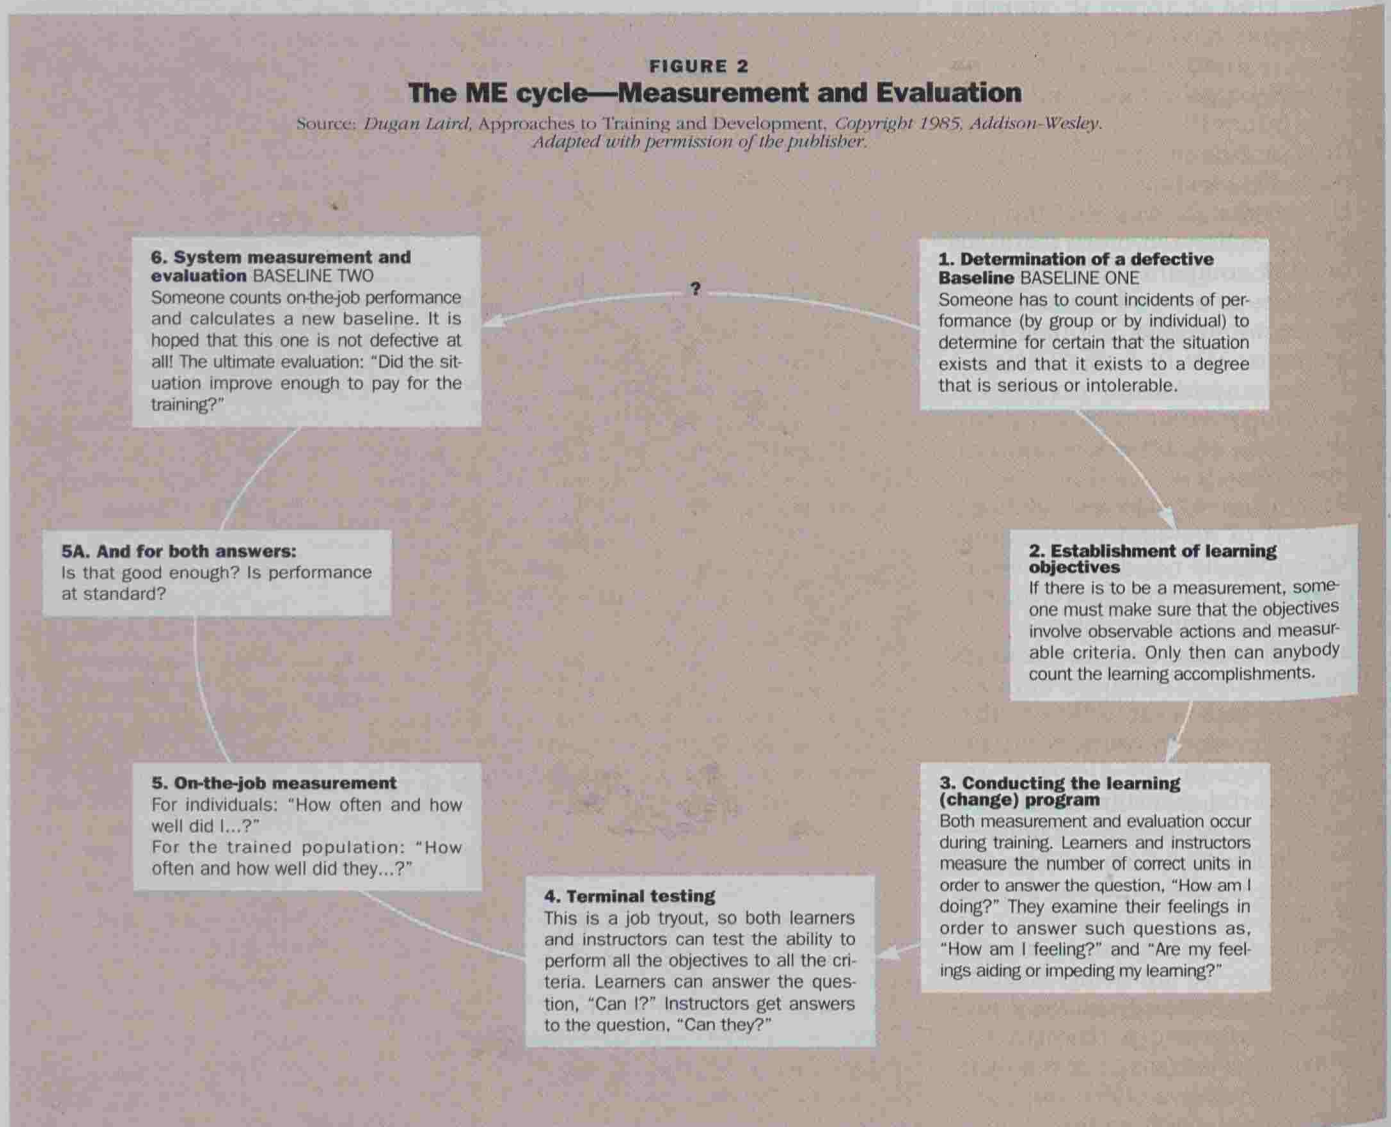 FIGURE 2
The ME cycle—Measurement and Evaluation
Source: Dugan Laird, Approaches to Training and Development, Copyright 1985, Addison-Wesley.
Adapted with permission of the publisher.
6. System measurement and
evaluation BASELINE TWO
Someone counts on-the-job performance
and calculates a new baseline. It is
hoped that this one is not defective at
all! The ultimate evaluation: “Did the sit-
uation improve enough to pay for the
training?”
?
1. Determination of a defective
Baseline BASELINE ONE
Someone has to count incidents of per-
formance (by group or by individual) to
determine for certain that the situation
exists and that it exists to a degree
that is serious or intolerable.
2. Establishment of learning
objectives
If there is to be a measurement, some-
one must make sure that the objectives
involve observable actions and measur-
able criteria. Only then can anybody
count the learning accomplishments.
3. Conducting the learning
(change) program
Both measurement and evaluation occur
during training. Learners and instructors
measure the number of correct units in
order to answer the question, “How am I
doing?” They examine their feelings in
order to answer such questions as,
“How am I feeling?” and “Are my feel-
ings aiding or impeding my learning?”
4. Terminal testing
This is a job tryout, so both learners
and instructors can test the ability to
perform all the objectives to all the cri-
teria. Learners can answer the ques-
tion, “Can I?” Instructors get answers
to the question, “Can they?”
5. On-the-job measurement
For individuals: “How often and how
well did I...?”
For the trained population: “How
often and how well did they...?”
5A. And for both answers:
Is that good enough? Is performance
at standard?